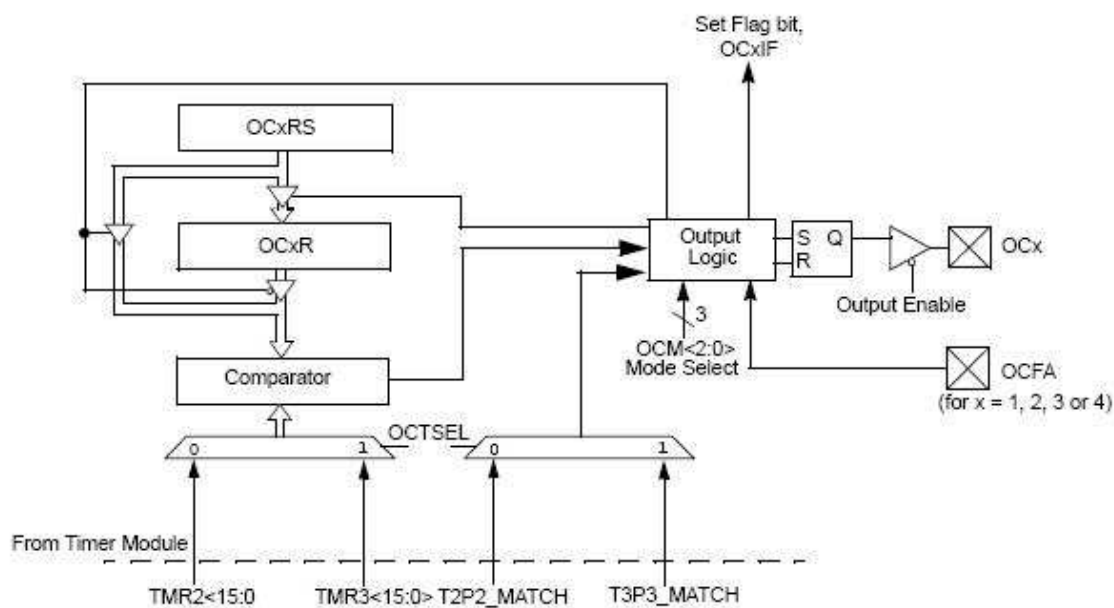 Set Flag bit,
OCxIF
OCxRS
OCxR
Output
Logic
S Q
R
OCx
Output Enable
3
OCM<2:0>
Mode Select
OCFA
(for x = 1, 2, 3 or 4)
Comparator
0 1
OCTSEL
0 1
From Timer Module
TMR2<15:0
TMR3<15:0>
T2P2_MATCH
T3P3_MATCH